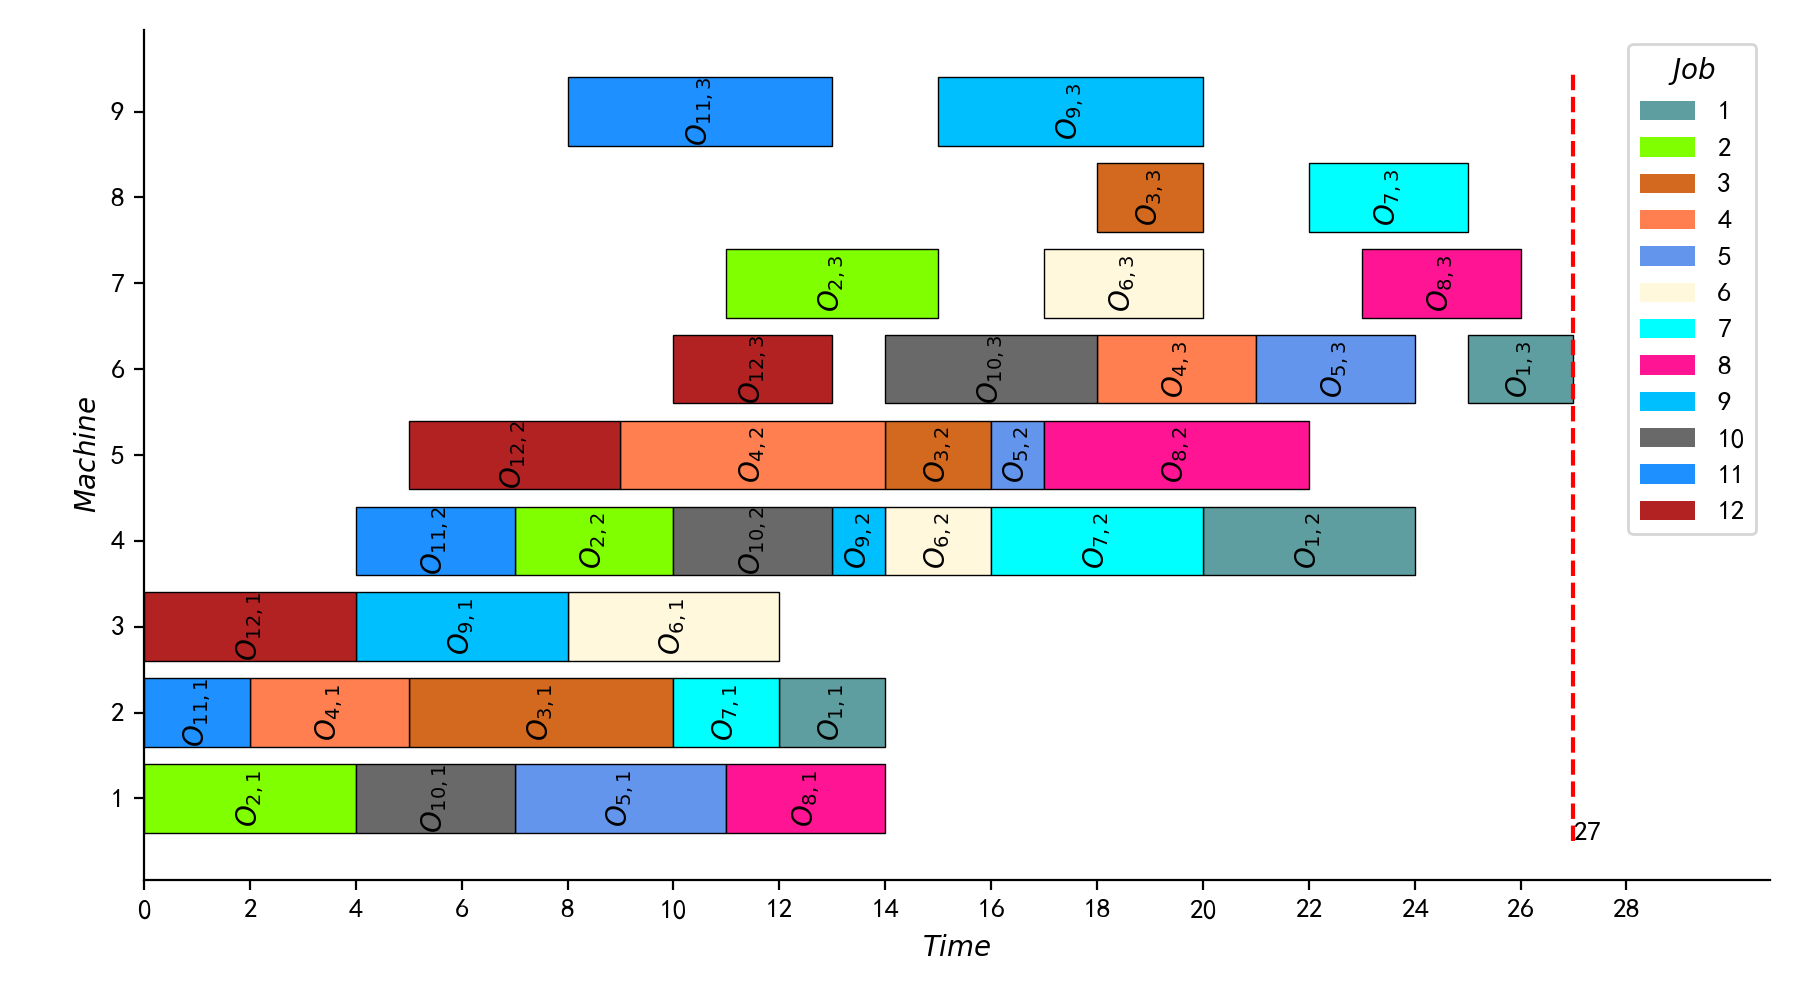 Job
1
2
3
4
5
6
7
8
9
10
11
12
Machine
9
O11,3
O9,3
8
O3,3
O7,3
7
O2,3
O6,3
O8,3
6
O12,3
O10,3
O4,3
O5,3
O1,3
5
O12,2
O4,2
O3,2
O5,2
O8,2
4
O11,2
O2,2
O10,2
O9,2
O6,2
O7,2
O1,2
3
O12,1
O9,1
O6,1
2
O11,1
O4,1
O3,1
O7,1
O1,1
1
O2,1
O10,1
O5,1
O8,1
27
0 2 4 6 8 10 12 14 16 18 20 22 24 26 28
Time